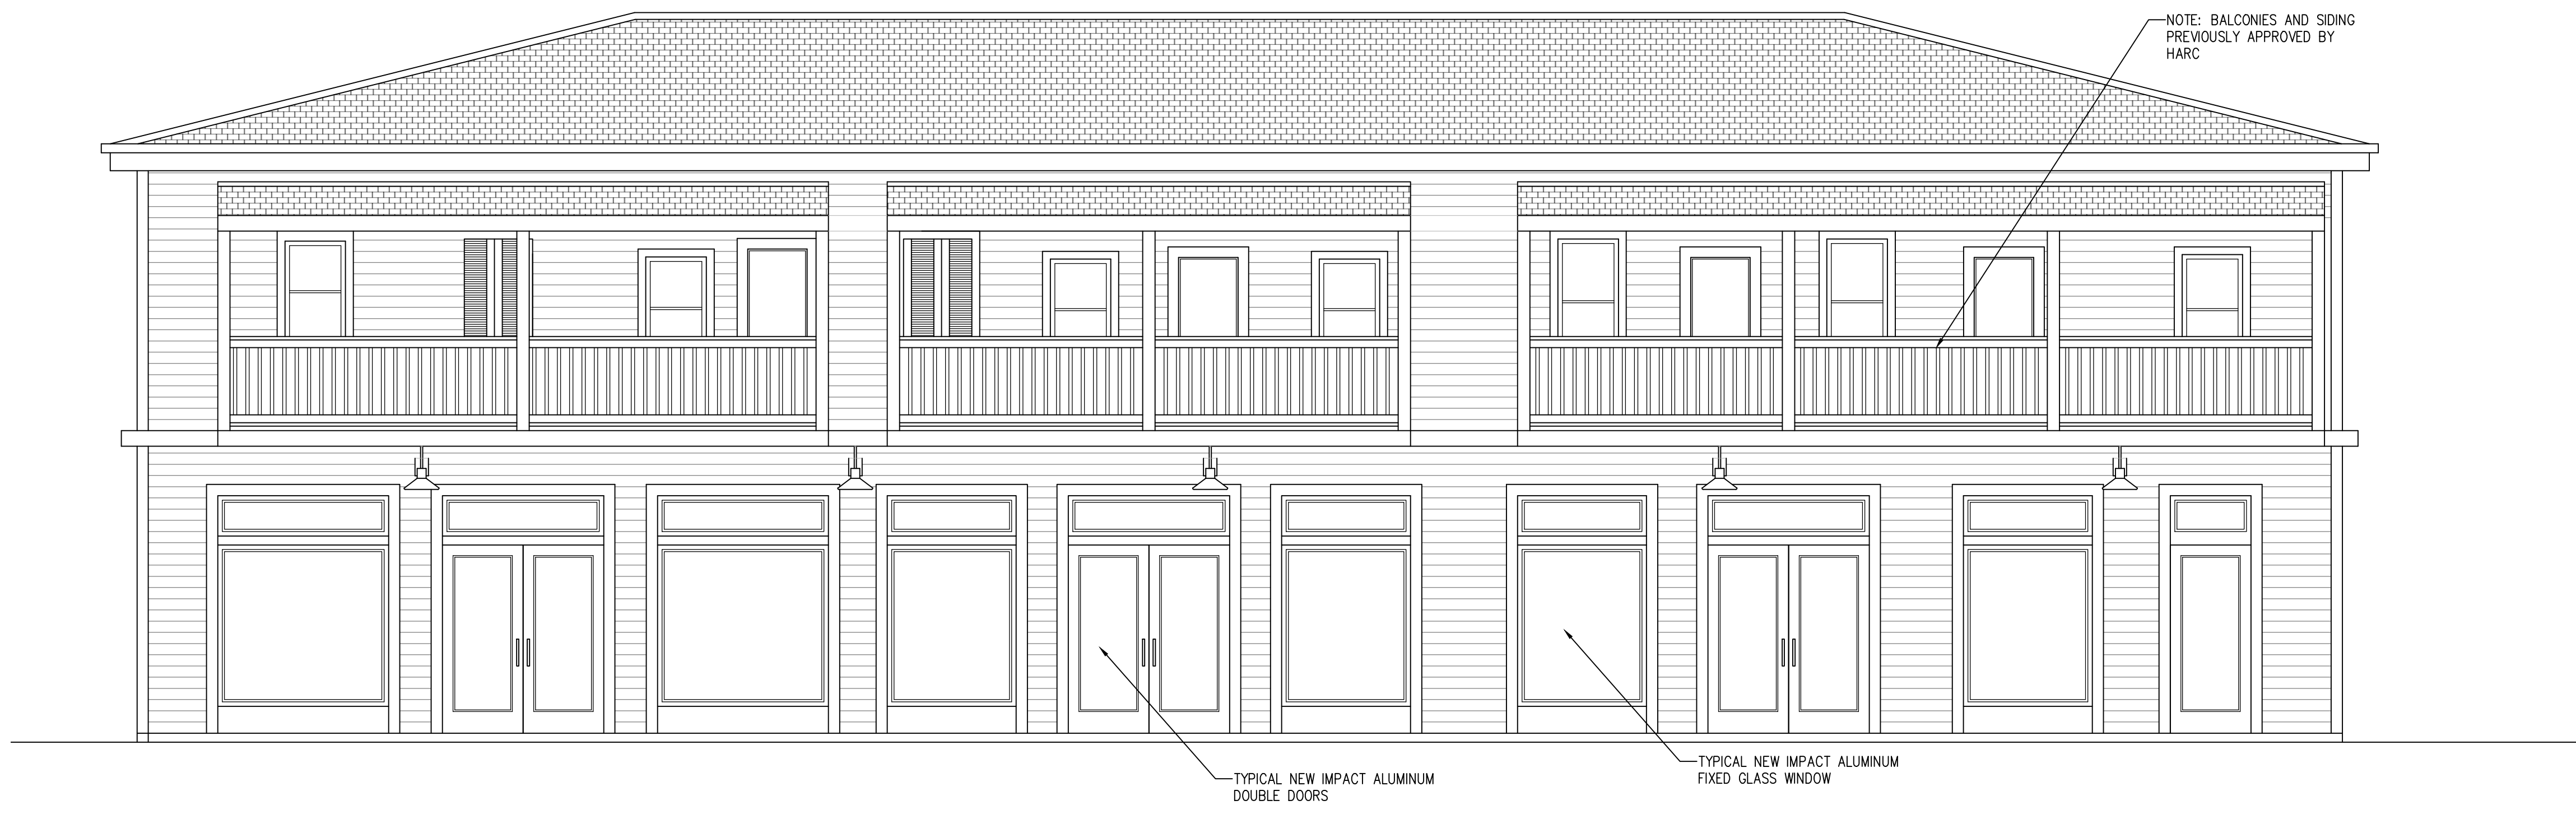 NOTE: BALCONIES AND SIDING
PREVIOUSLY APPROVED BY
HARC
TYPICAL NEW IMPACT ALUMINUM
FIXED GLASS WINDOW
TYPICAL NEW IMPACT ALUMINUM
DOUBLE DOORS